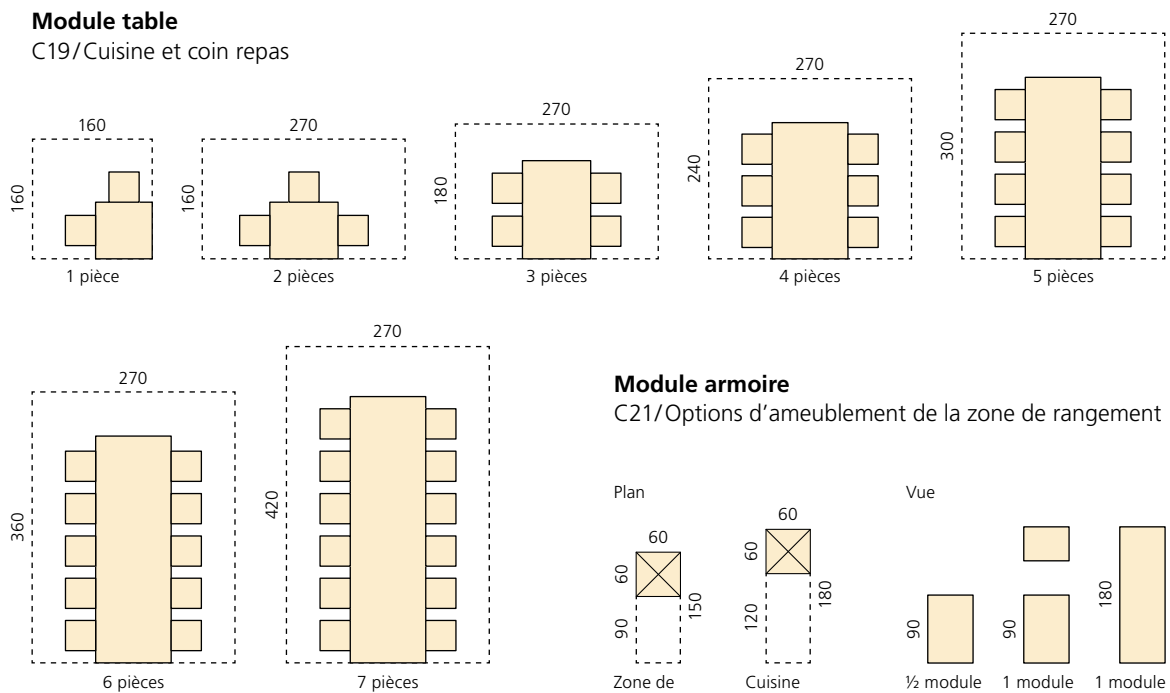 Module table
C19/Cuisine et coin repas
160
160
1 pièce
270
160
2 pièces
270
180
3 pièces
270
240
4 pièces
270
300
5 pièces
270
360
6 pièces
270
420
7 pièces
Module armoire
C21/Options d’ameublement de la zone de rangement
Plan
60
60
90
150
Zone de
60
60
120
180
Cuisine
Vue
90
½ module
90
1 module
180
1 module